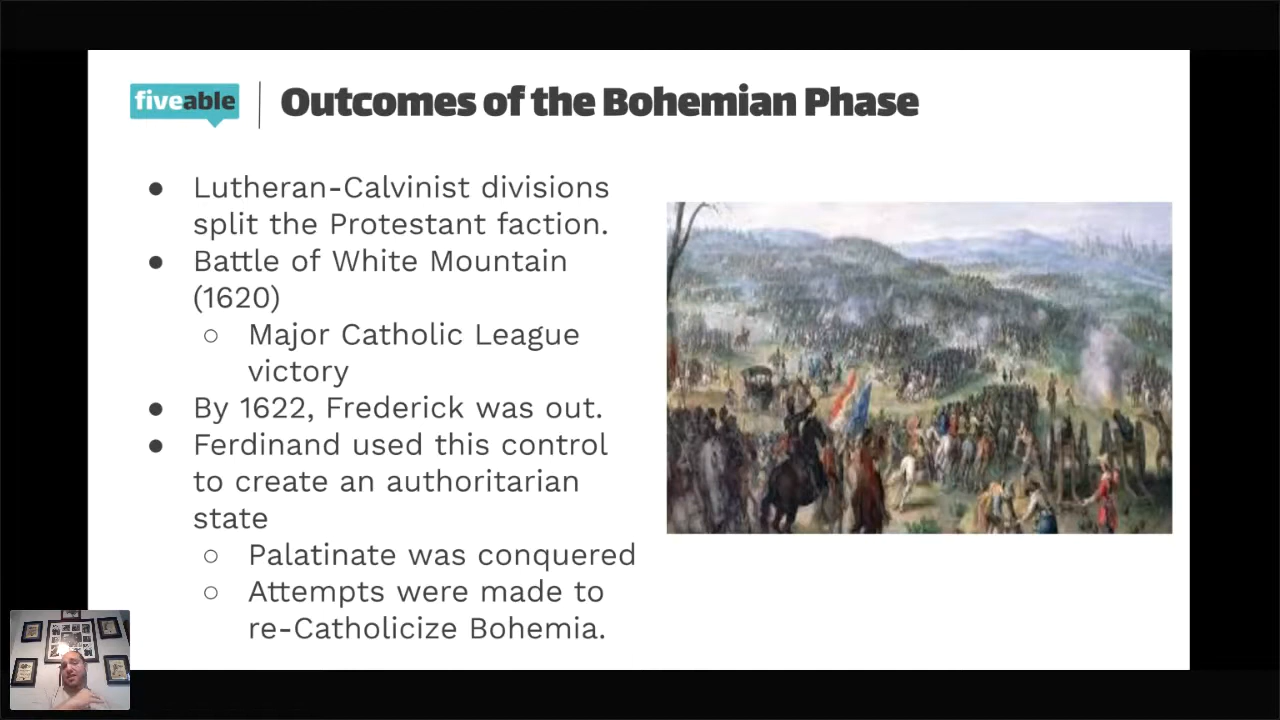 fiveable
Outcomes of the Bohemian Phase
● Lutheran-Calvinist divisions
split the Protestant faction.
● Battle of White Mountain
(1620)
○ Major Catholic League
victory
● By 1622, Frederick was out.
● Ferdinand used this control
to create an authoritarian
state
○ Palatinate was conquered
○ Attempts were made to
re-Catholicize Bohemia.